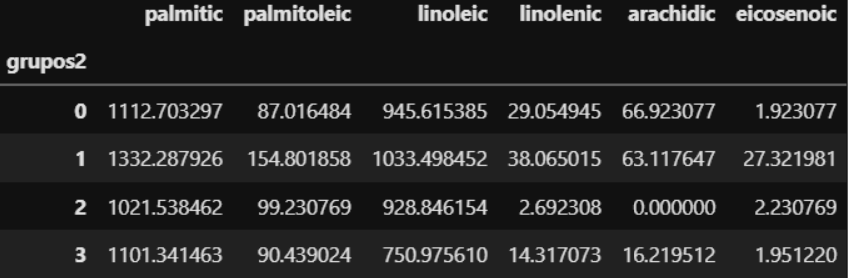 palmitic palmitoleic linoleic linolenic arachidic eicosenoic
grupos2
0 1112.703297 87.016484 945.615385 29.054945 66.923077 1.923077
1 1332.287926 154.801858 1033.498452 38.065015 63.117647 27.321981
2 1021.538462 99.230769 928.846154 2.692308 0.000000 2.230769
3 1101.341463 90.439024 750.975610 14.317073 16.219512 1.951220